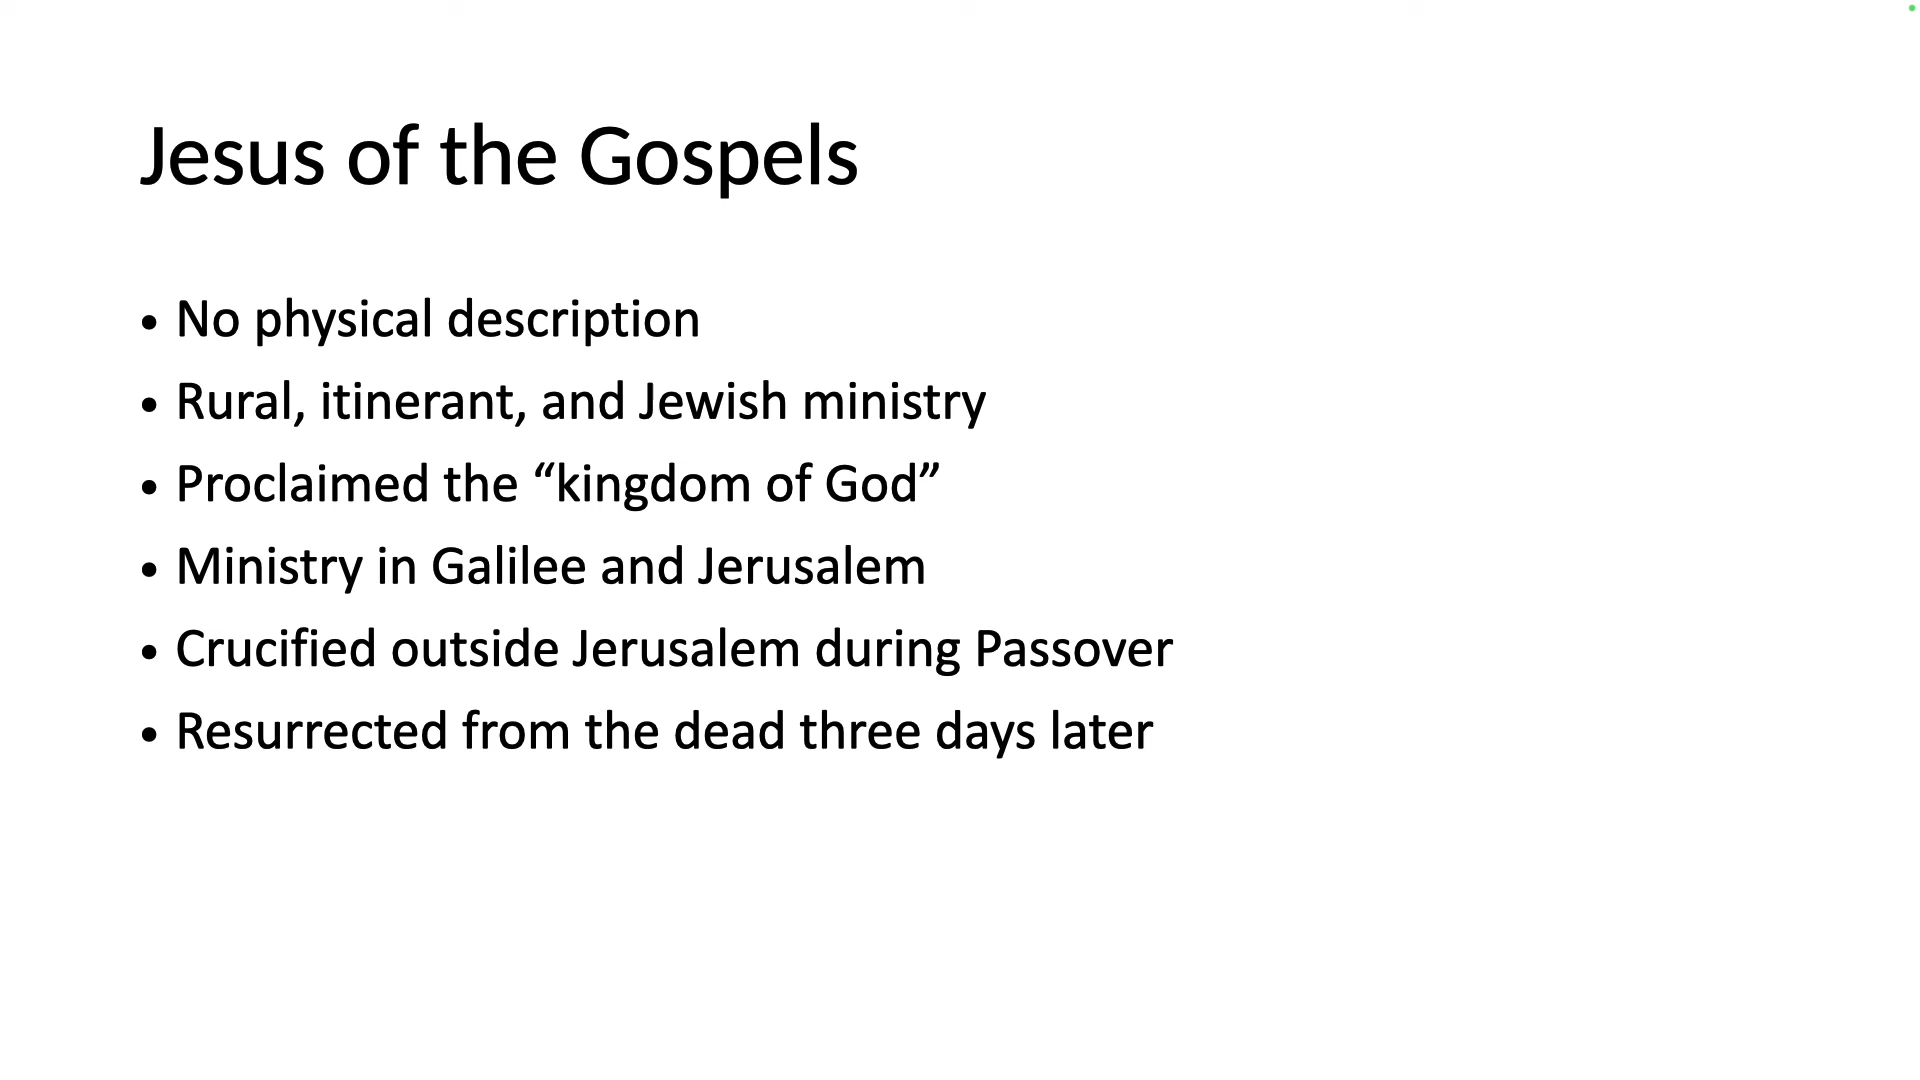 Jesus of the Gospels
• No physical description
• Rural, itinerant, and Jewish ministry
• Proclaimed the “kingdom of God”
• Ministry in Galilee and Jerusalem
• Crucified outside Jerusalem during Passover
• Resurrected from the dead three days later